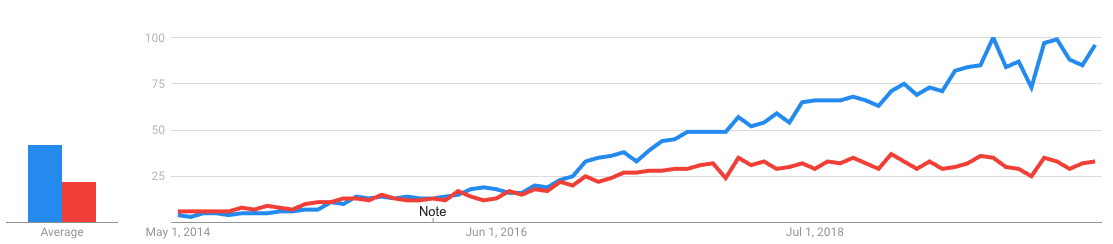 100
75
50
25
Note
Average
May 1, 2014
Jun 1, 2016
Jul 1, 2018